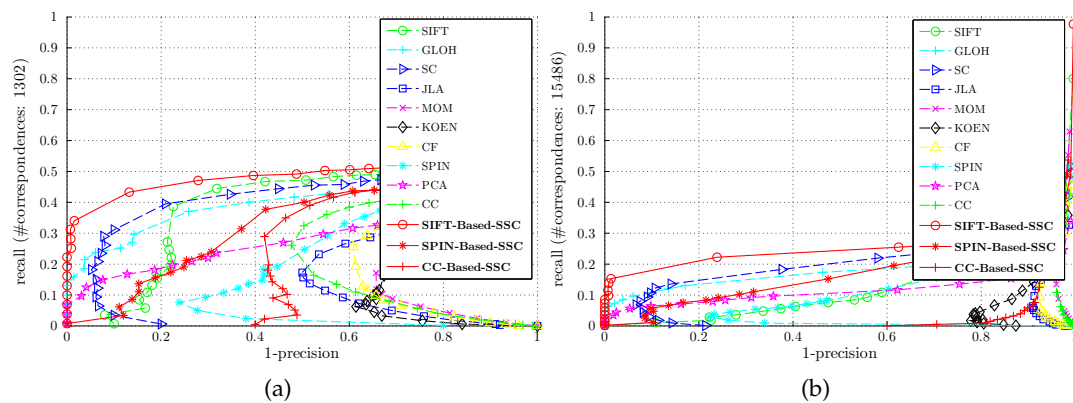 1
0.9
0.8
0.7
0.6
0.5
0.4
0.3
0.2
0.1
0
recall (#correspondences: 1302)
0
0.2
0.4
0.6
0.8
1
1-precision
SIFT
GLOH
SC
JLA
MOM
KOEN
CF
SPIN
PCA
CC
SIFT-Based-SSC
SPIN-Based-SSC
CC-Based-SSC
(a)
1
0.9
0.8
0.7
0.6
0.5
0.4
0.3
0.2
0.1
0
recall (#correspondences: 15486)
0
0.2
0.4
0.6
0.8
1-precision
SIFT
GLOH
SC
JLA
MOM
KOEN
CF
SPIN
PCA
CC
SIFT-Based-SSC
SPIN-Based-SSC
CC-Based-SSC
(b)